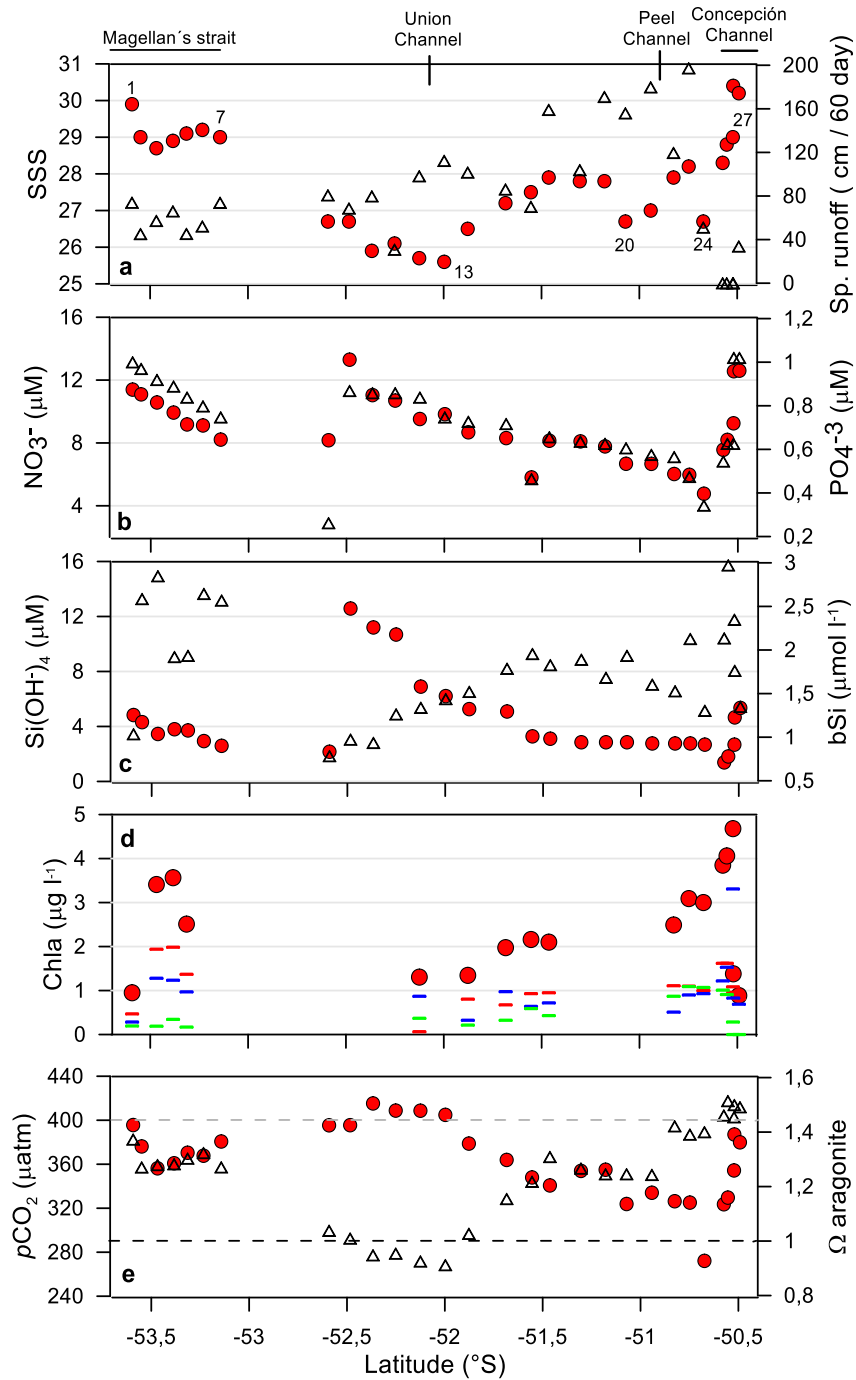 Magellan´s strait
Union
Channel
Peel
Channel
Concepción
Channel
SSS
31
30
29
28
27
26
25
1
7
13
20
24
27
a
200
160
120
80
40
0
Sp. runoff ( cm / 60 day)
NO3- (µM)
16
12
8
4
b
1,2
1
0,8
0,6
0,4
0,2
PO4-3 (µM)
Si(OH-)4 (µM)
16
12
8
4
0
c
3
2,5
2
1,5
1
0,5
bSi (µmol l-1)
Chla (µg l-1)
5
4
3
2
1
0
d
pCO2 (µatm)
440
400
360
320
280
240
e
1,6
1,4
1,2
1
0,8
Ω aragonite
-53,5 -53 -52,5 -52 -51,5 -51 -50,5
Latitude (°S)